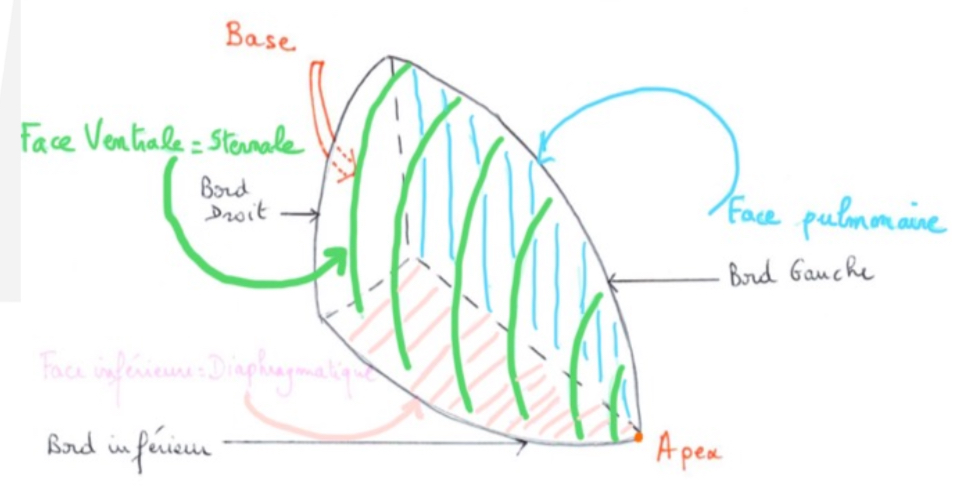 Base
Face Ventrale = Sternale
Bord
Droit
Face pulmonaire
Bord Gauche
Face inférieure = Diaphragmatique
Bord inférieur
Apex